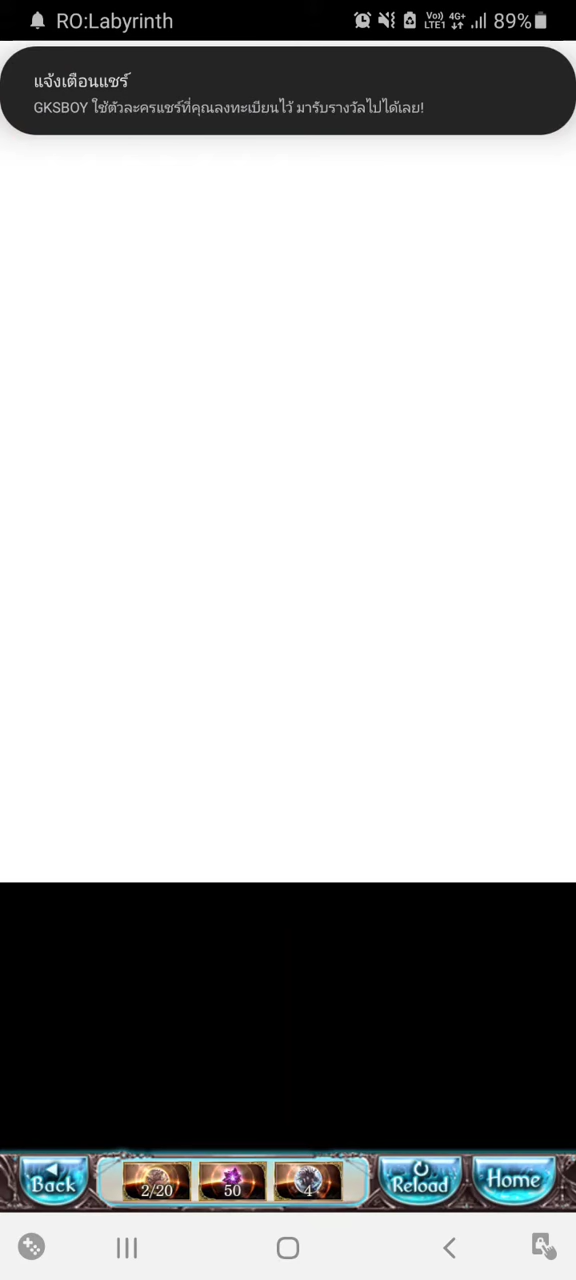 RO:Labyrinth
Vo)) LTE1 4G+ 89%
แจ้งเตือนแชร์
GKSBOY ใช้ตัวละครแชร์ที่คุณลงทะเบียนไว้ มารับรางวัลไปได้เลย!
Back 2/20 50 4 Reload Home